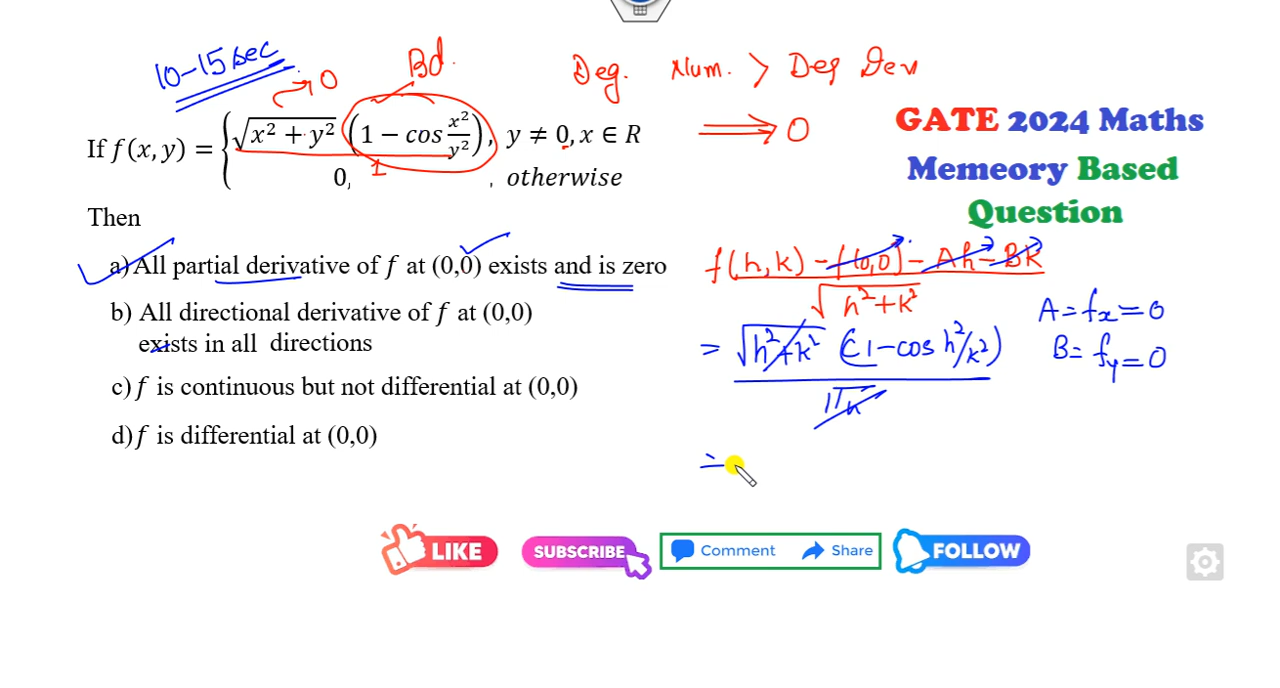 10-15 sec
→ 0
Bd.
Deg. Num. > Deg Den
⟹ 0
If f(x, y) = { √x² + y² (1 − cos x²/y²), y ≠ 0, x ∈ R
0, , otherwise
1
GATE 2024 Maths
Memeory Based
Question
Then
a) All partial derivative of f at (0,0) exists and is zero
b) All directional derivative of f at (0,0)
exists in all directions
c) f is continuous but not differential at (0,0)
d) f is differential at (0,0)
f(h, k) − f(0,0) − Ah − Bk
√h²+k²
= √h²+k² (1−cos h²/k²)
A = fx = 0
B = fy = 0
=
LIKE
SUBSCRIBE
Comment
Share
FOLLOW